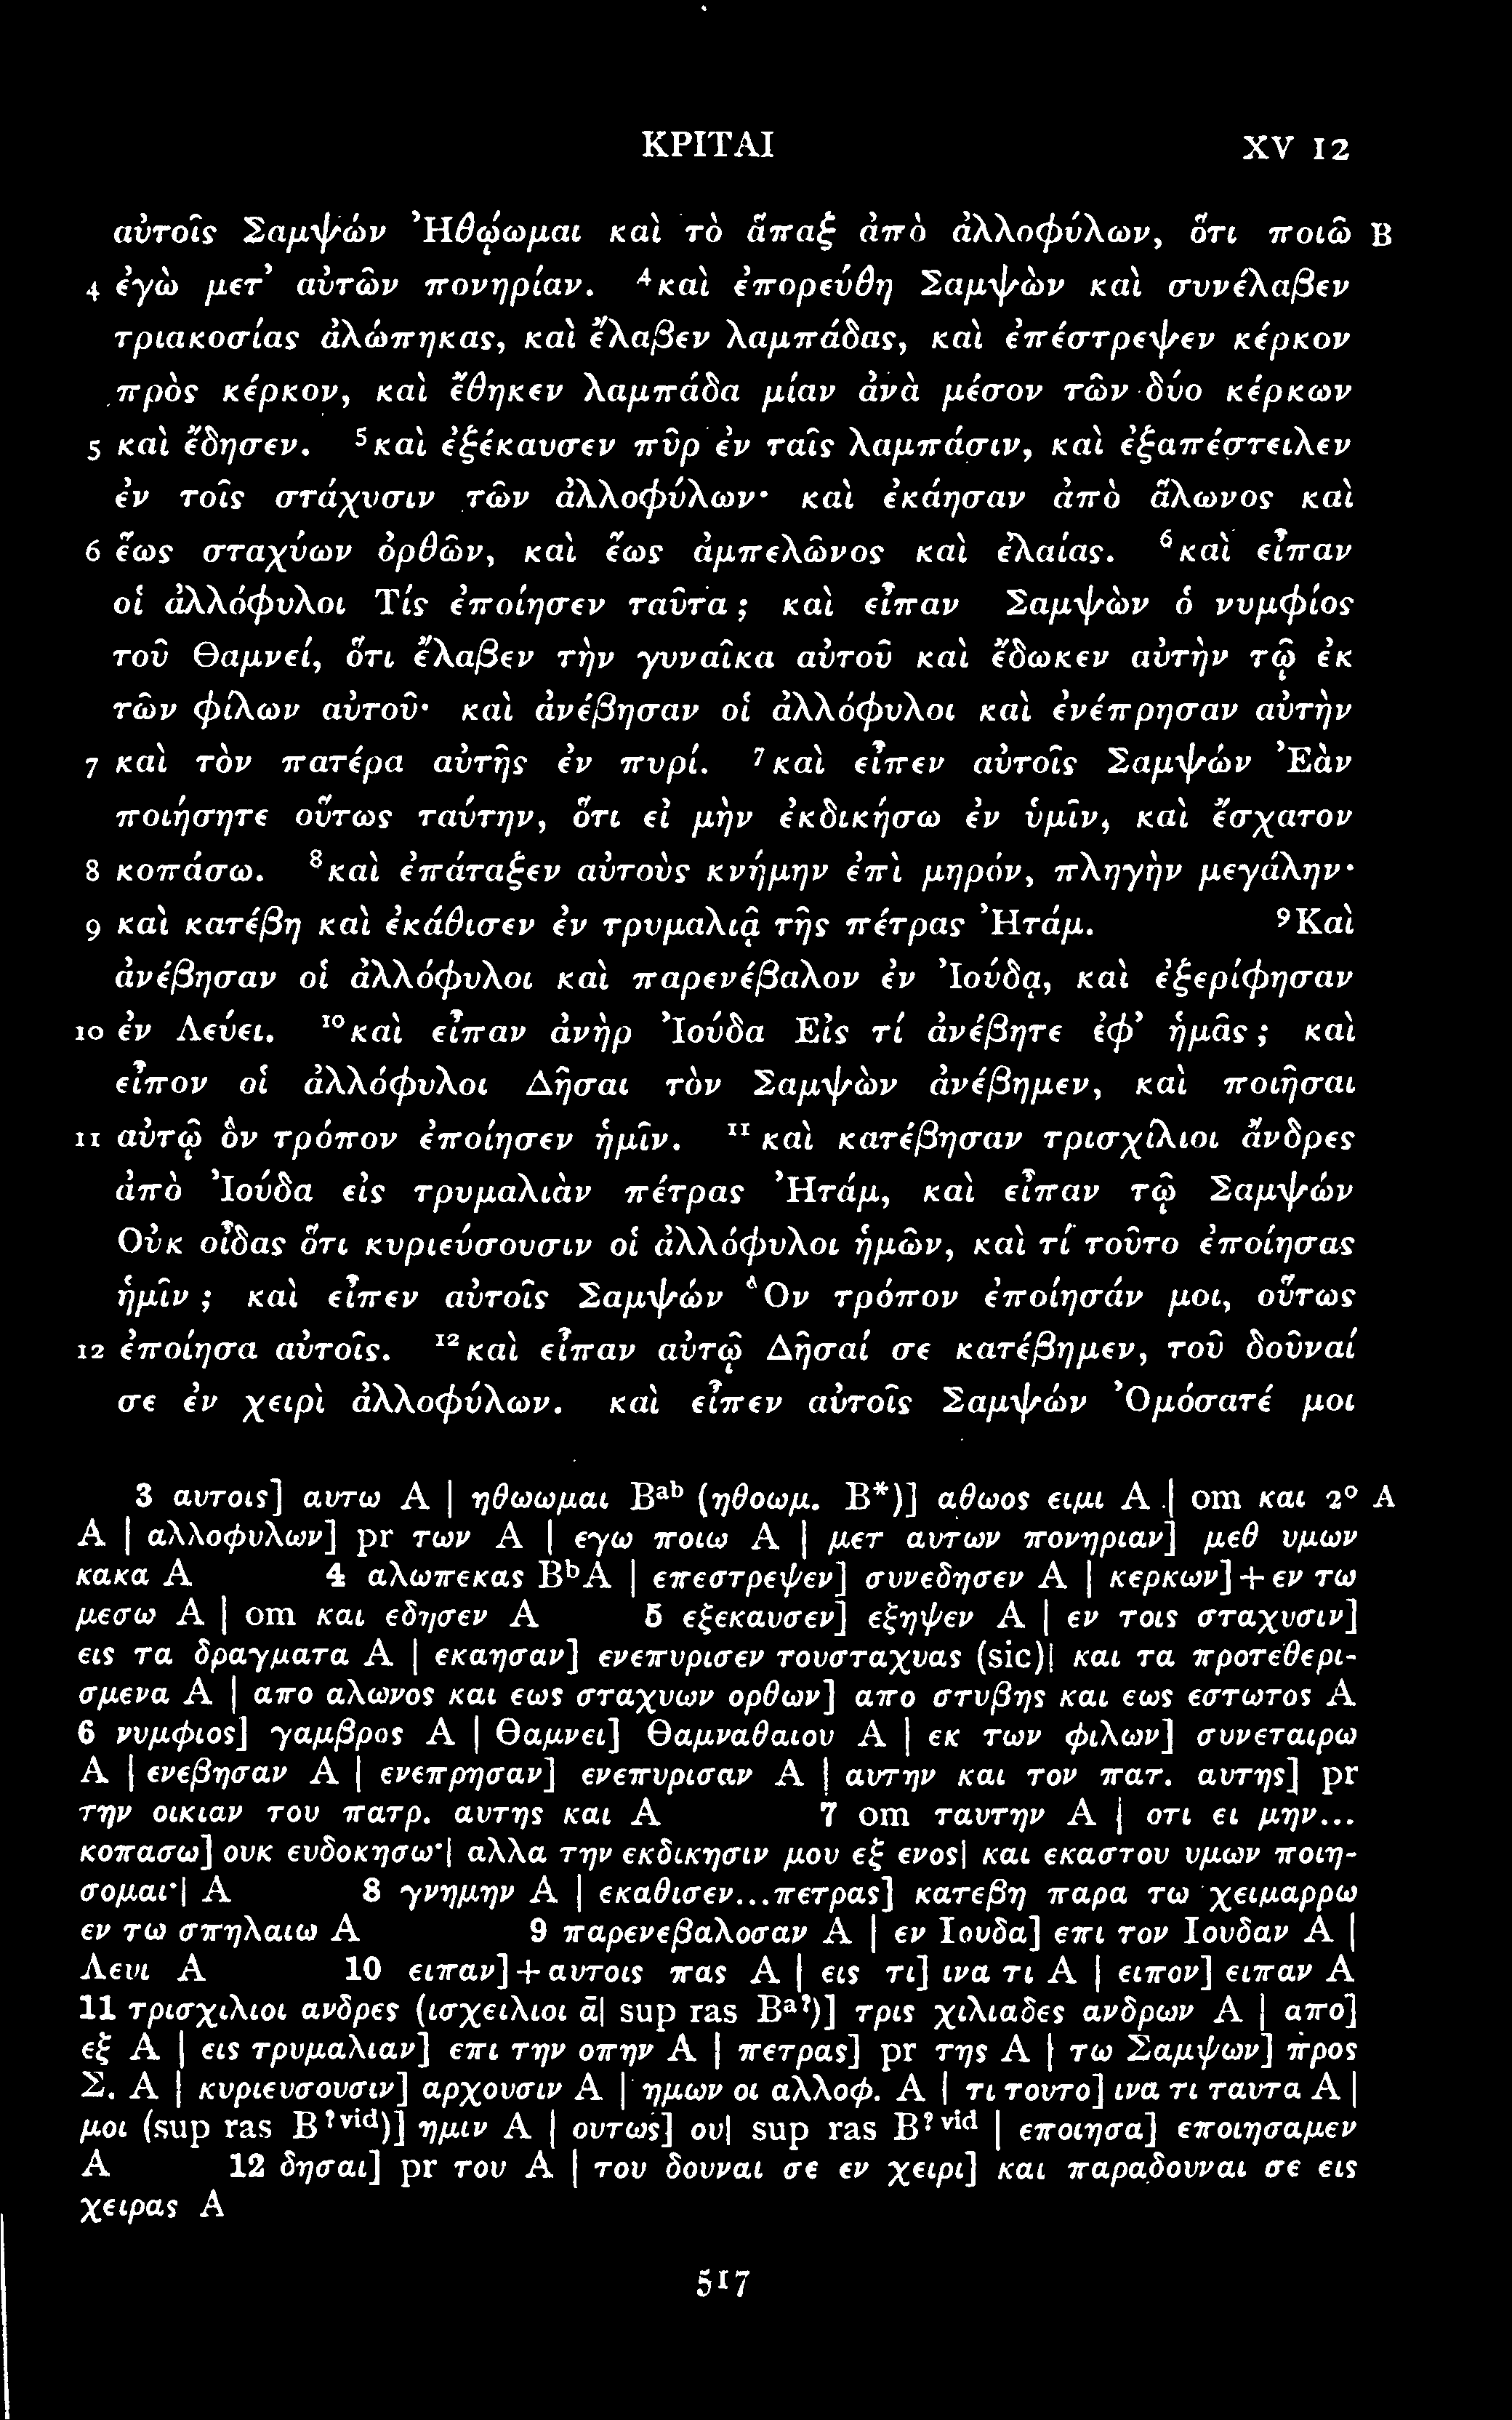 ΚΡΙΤΑΙ XV 12
αὐτοῖς Σαμψών Ἠθῴωμαι καὶ τὸ ἅπαξ ἀπὸ ἀλλοφύλων, ὅτι ποιῶ B
4 ἐγὼ μετ’ αὐτῶν πονηρίαν. ⁴καὶ ἐπορεύθη Σαμψὼν καὶ συνέλαβεν
τριακοσίας ἀλώπηκας, καὶ ἔλαβεν λαμπάδας, καὶ ἐπέστρεψεν κέρκον
πρὸς κέρκον, καὶ ἔθηκεν λαμπάδα μίαν ἀνὰ μέσον τῶν δύο κέρκων
5 καὶ ἔδησεν. ⁵καὶ ἐξέκαυσεν πῦρ ἐν ταῖς λαμπάσιν, καὶ ἐξαπέστειλεν
ἐν τοῖς στάχυσιν τῶν ἀλλοφύλων· καὶ ἐκάησαν ἀπὸ ἅλωνος καὶ
6 ἕως σταχύων ὀρθῶν, καὶ ἕως ἀμπελῶνος καὶ ἐλαίας. ⁶καὶ εἶπαν
οἱ ἀλλόφυλοι Τίς ἐποίησεν ταῦτα; καὶ εἶπαν Σαμψὼν ὁ νυμφίος
τοῦ Θαμνεί, ὅτι ἔλαβεν τὴν γυναῖκα αὐτοῦ καὶ ἔδωκεν αὐτὴν τῷ ἐκ
τῶν φίλων αὐτοῦ· καὶ ἀνέβησαν οἱ ἀλλόφυλοι καὶ ἐνέπρησαν αὐτὴν
7 καὶ τὸν πατέρα αὐτῆς ἐν πυρί. ⁷καὶ εἶπεν αὐτοῖς Σαμψών Ἐὰν
ποιήσητε οὕτως ταύτην, ὅτι εἰ μὴν ἐκδικήσω ἐν ὑμῖν, καὶ ἔσχατον
8 κοπάσω. ⁸καὶ ἐπάταξεν αὐτοὺς κνήμην ἐπὶ μηρόν, πληγὴν μεγάλην·
9 καὶ κατέβη καὶ ἐκάθισεν ἐν τρυμαλιᾷ τῆς πέτρας Ἠτάμ. ⁹Καὶ
ἀνέβησαν οἱ ἀλλόφυλοι καὶ παρενέβαλον ἐν Ἰούδᾳ, καὶ ἐξερίφησαν
10 ἐν Λεύει. ¹⁰καὶ εἶπαν ἀνὴρ Ἰούδα Εἰς τί ἀνέβητε ἐφ’ ἡμᾶς; καὶ
εἶπον οἱ ἀλλόφυλοι Δῆσαι τὸν Σαμψὼν ἀνέβημεν, καὶ ποιῆσαι
11 αὐτῷ ὃν τρόπον ἐποίησεν ἡμῖν. ¹¹καὶ κατέβησαν τρισχίλιοι ἄνδρες
ἀπὸ Ἰούδα εἰς τρυμαλιὰν πέτρας Ἠτάμ, καὶ εἶπαν τῷ Σαμψών
Οὐκ οἶδας ὅτι κυριεύσουσιν οἱ ἀλλόφυλοι ἡμῶν, καὶ τί τοῦτο ἐποίησας
ἡμῖν; καὶ εἶπεν αὐτοῖς Σαμψών Ὃν τρόπον ἐποίησάν μοι, οὕτως
12 ἐποίησα αὐτοῖς. ¹²καὶ εἶπαν αὐτῷ Δῆσαί σε κατέβημεν, τοῦ δοῦναί
σε ἐν χειρὶ ἀλλοφύλων. καὶ εἶπεν αὐτοῖς Σαμψών Ὀμόσατέ μοι
3 αυτοις] αυτω A | ηθωωμαι Bᵃᵇ (ηθοωμ. B*)] αθωος ειμι A | om και 2° A
A | αλλοφυλων] pr των A | εγω ποιω A | μετ αυτων πονηριαν] μεθ υμων
κακα A 4 αλωπεκας BᵇA | επεστρεψεν] συνεδησεν A | κερκων]+εν τω
μεσω A | om και εδησεν A 5 εξεκαυσεν] εξηψεν A | εν τοις σταχυσιν]
εις τα δραγματα A | εκαησαν] ενεπυρισεν τουσταχυας (sic)| και τα προτεθερι-
σμενα A | απο αλωνος και εως σταχυων ορθων] απο στυβης και εως εστωτος A
6 νυμφιος] γαμβρος A | Θαμνει] Θαμναθαιου A | εκ των φιλων] συνεταιρω
A | ενεβησαν A | ενεπρησαν] ενεπυρισαν A | αυτην και τον πατ. αυτης] pr
την οικιαν του πατρ. αυτης και A 7 om ταυτην A | οτι ει μην...
κοπασω] ουκ ευδοκησω·| αλλα την εκδικησιν μου εξ ενος| και εκαστου υμων ποιη-
σομαι·| A 8 γνημην A | εκαθισεν...πετρας] κατεβη παρα τω χειμαρρω
εν τω σπηλαιω A 9 παρενεβαλοσαν A | εν Ιουδα] επι τον Ιουδαν A |
Λευι A 10 ειπαν]+αυτοις πας A | εις τι] ινα τι A | ειπον] ειπαν A
11 τρισχιλιοι ανδρες (ισχειλιοι ᾱ| sup ras Bᵃ?)] τρις χιλιαδες ανδρων A | απο]
εξ A | εις τρυμαλιαν] επι την οπην A | πετρας] pr της A | τω Σαμψων] προς
Σ. A | κυριευσουσιν] αρχουσιν A | ημων οι αλλοφ. A | τι τουτο] ινα τι ταυτα A |
μοι (sup ras B?ᵛⁱᵈ)] ημιν A | ουτως] ου| sup ras B?ᵛⁱᵈ | εποιησα] εποιησαμεν
A 12 δησαι] pr του A | του δουναι σε εν χειρι] και παραδουναι σε εις
χειρας A
517